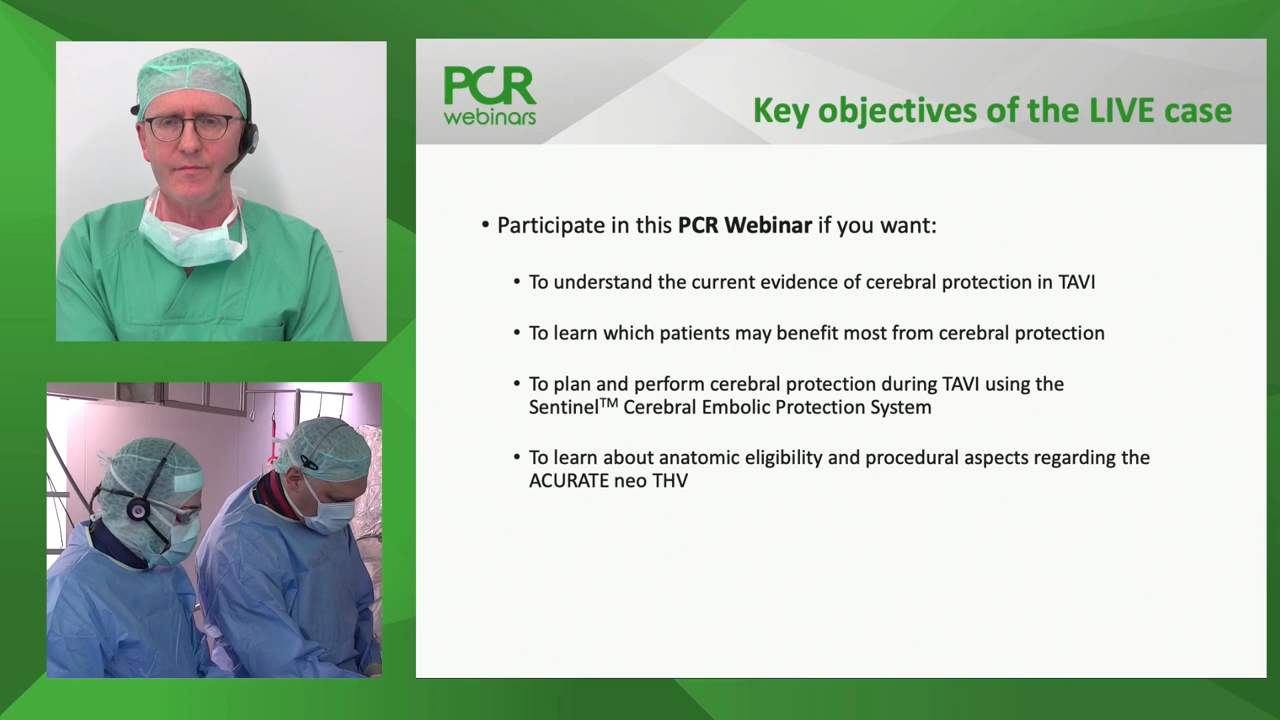 PCR
webinars
Key objectives of the LIVE case
• Participate in this PCR Webinar if you want:
• To understand the current evidence of cerebral protection in TAVI
• To learn which patients may benefit most from cerebral protection
• To plan and perform cerebral protection during TAVI using the
Sentinel™ Cerebral Embolic Protection System
• To learn about anatomic eligibility and procedural aspects regarding the
ACURATE neo THV